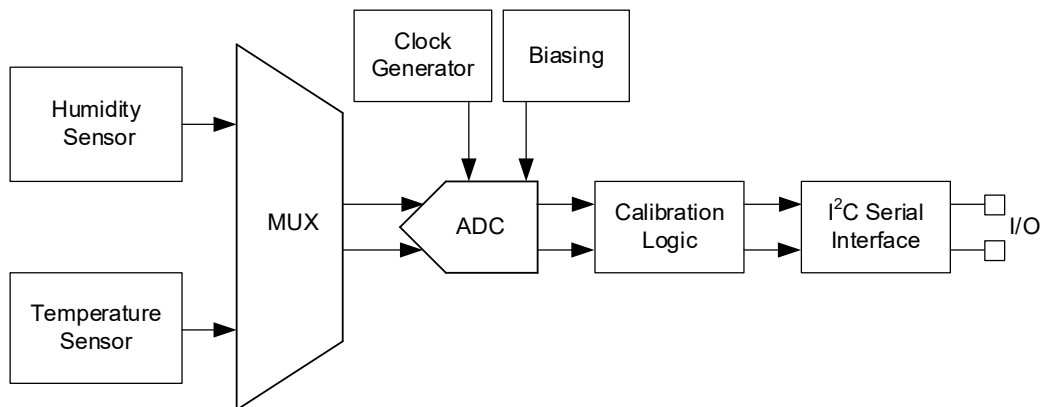 Clock
Generator
Biasing
Humidity
Sensor
MUX
ADC
Calibration
Logic
I²C Serial
Interface
I/O
Temperature
Sensor